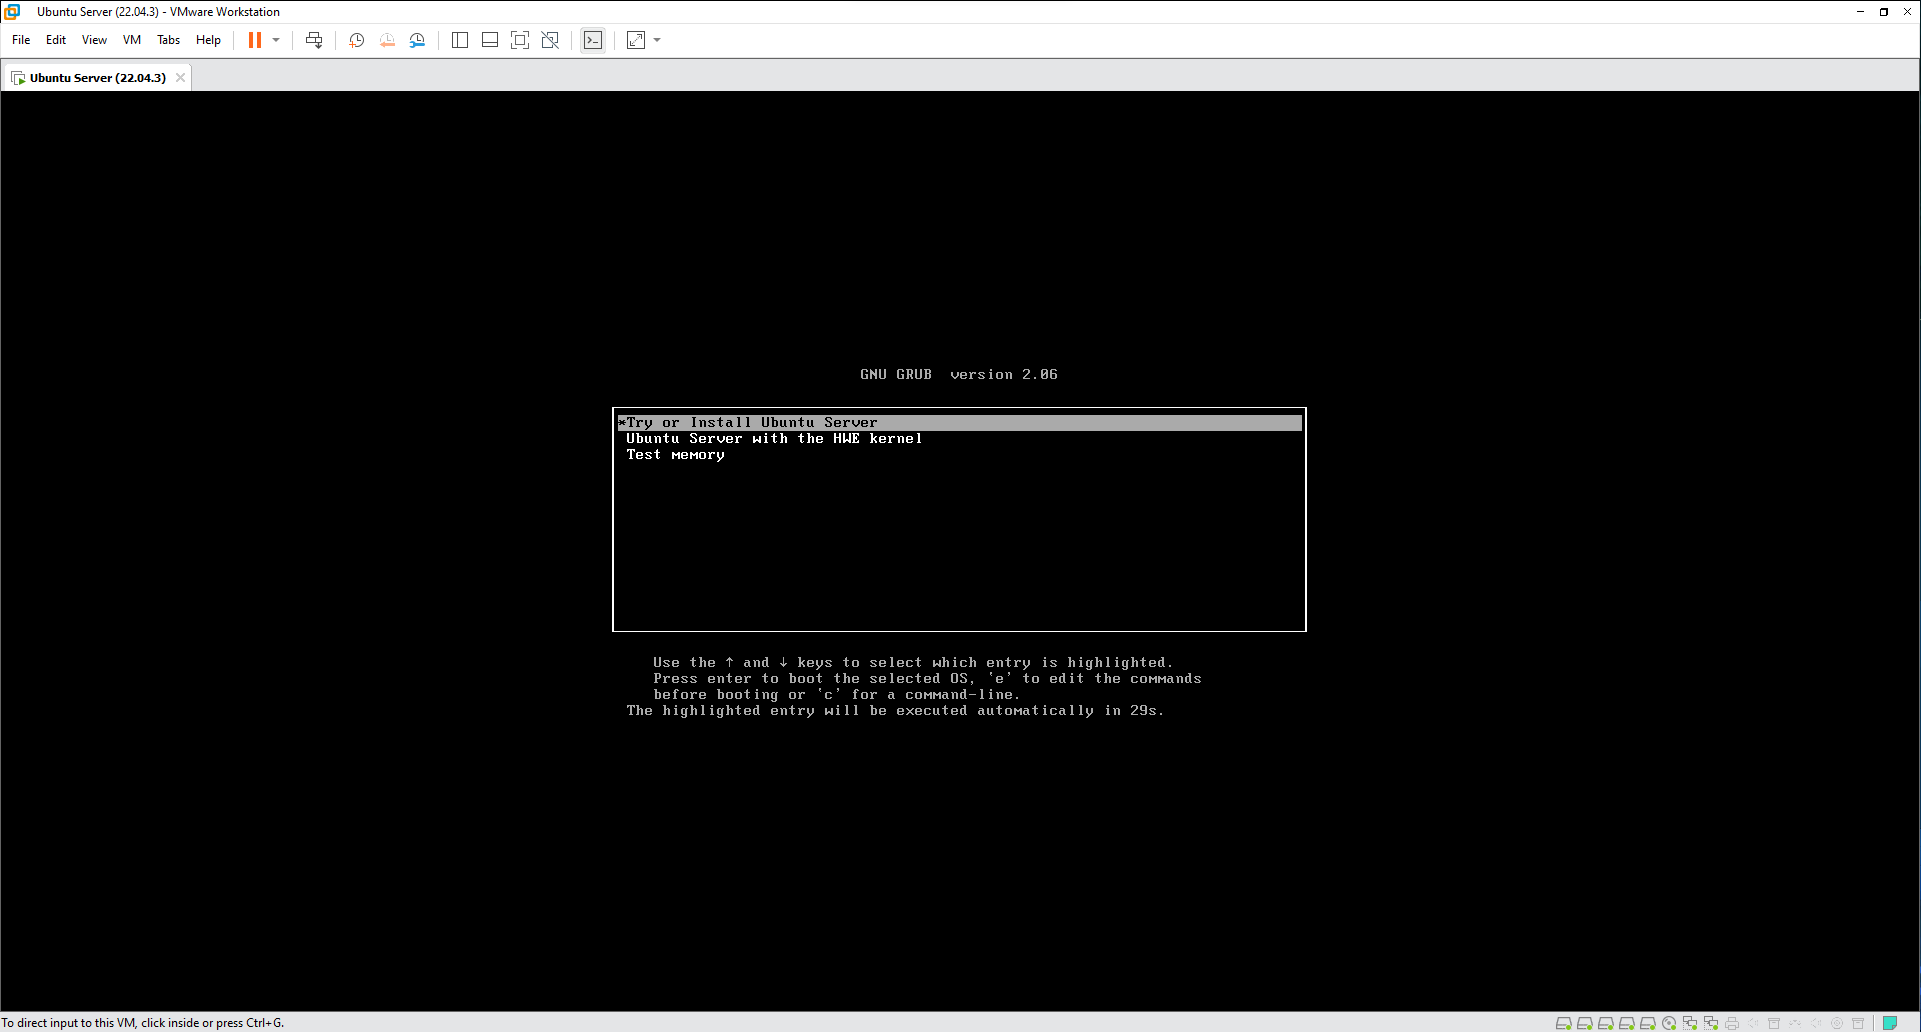 Ubuntu Server (22.04.3) - VMware Workstation
File Edit View VM Tabs Help
Ubuntu Server (22.04.3)
GNU GRUB  version 2.06
*Try or Install Ubuntu Server
Ubuntu Server with the HWE kernel
Test memory
Use the ↑ and ↓ keys to select which entry is highlighted.
Press enter to boot the selected OS, `e' to edit the commands
before booting or `c' for a command-line.
The highlighted entry will be executed automatically in 29s.
To direct input to this VM, click inside or press Ctrl+G.